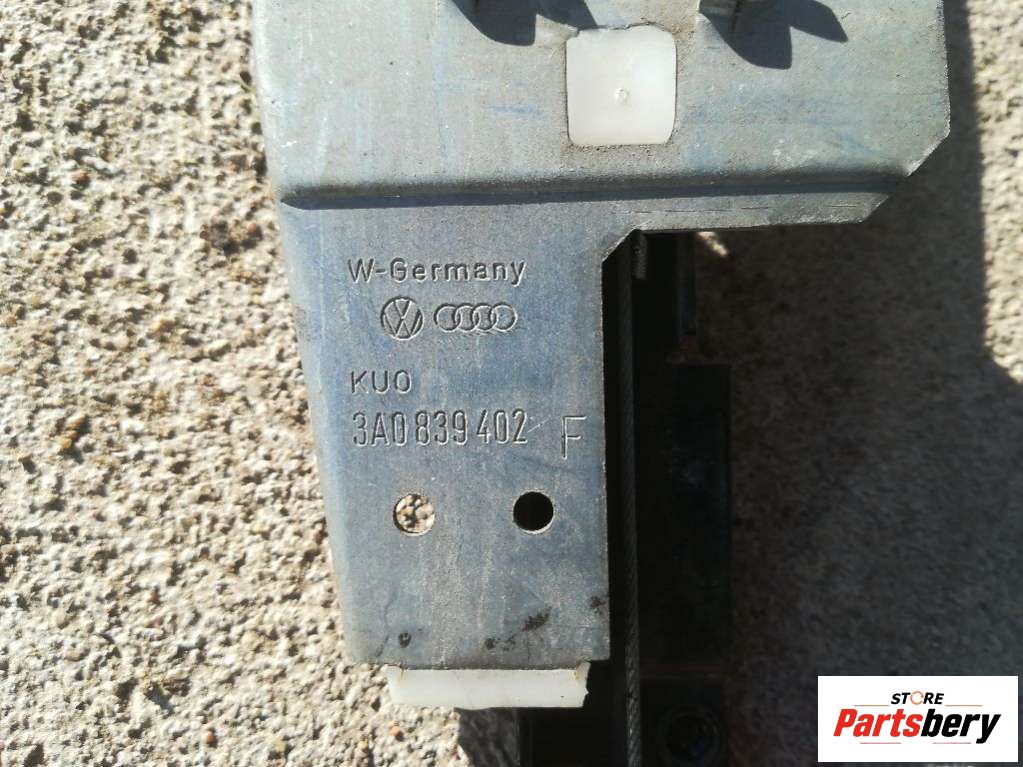 W-Germany
KUO
3A0 839 402 F
STORE
Partsbery